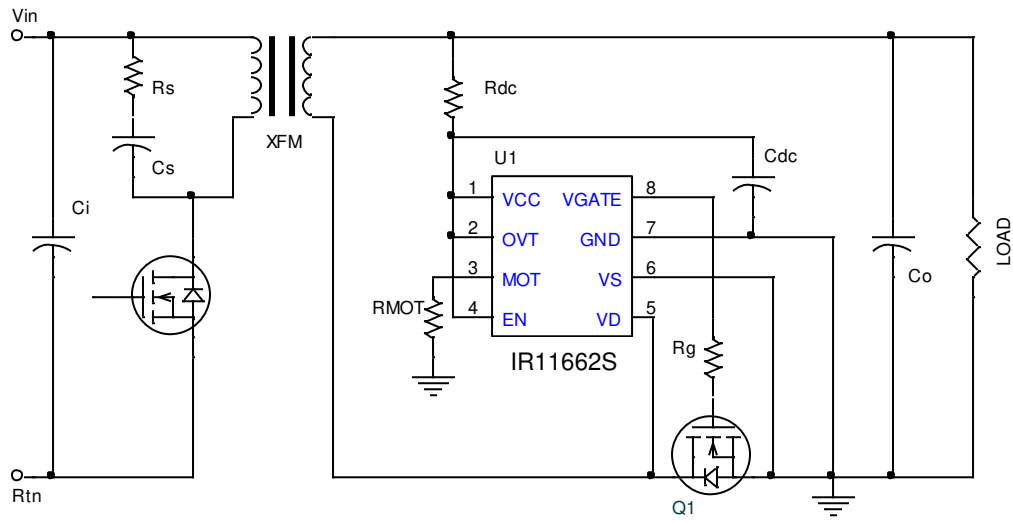 Vin
Rs
Cs
Ci
Rtn
XFM
Rdc
Cdc
U1
1 VCC VGATE 8
2 OVT GND 7
3 MOT VS 6
4 EN VD 5
IR11662S
RMOT
Rg
Q1
Co
LOAD